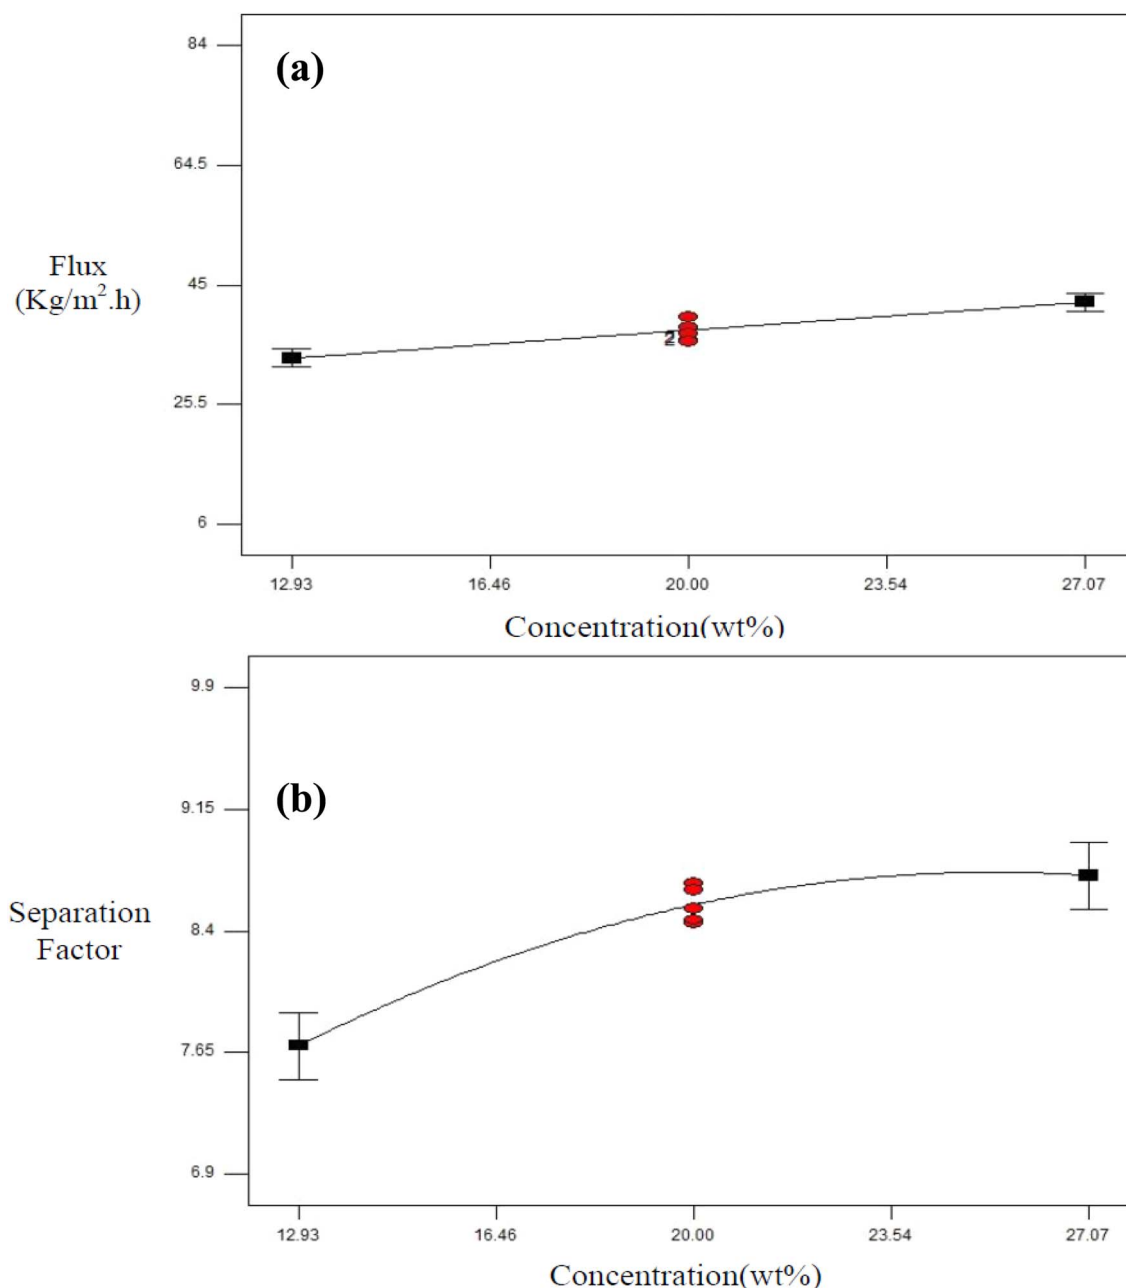 (a)
84
64.5
45
25.5
6
Flux
(Kg/m².h)
2
12.93 16.46 20.00 23.54 27.07
Concentration(wt%)
(b)
9.9
9.15
8.4
7.65
6.9
Separation
Factor
12.93 16.46 20.00 23.54 27.07
Concentration(wt%)